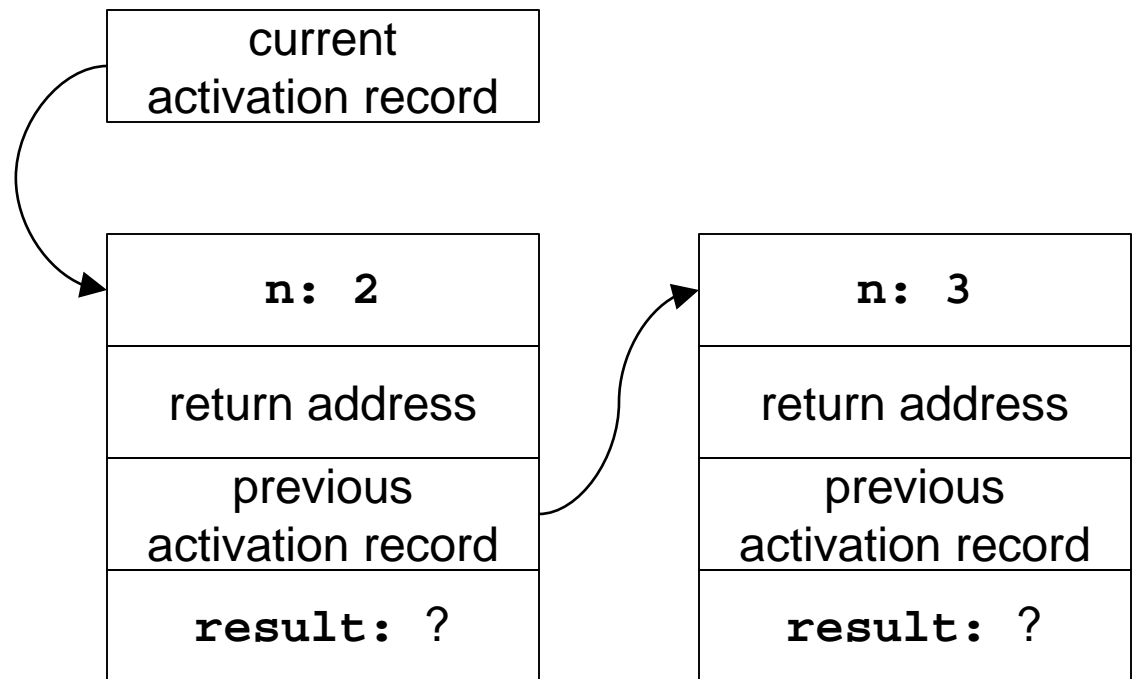 current
activation record
n: 2
return address
previous
activation record
result: ?
n: 3
return address
previous
activation record
result: ?